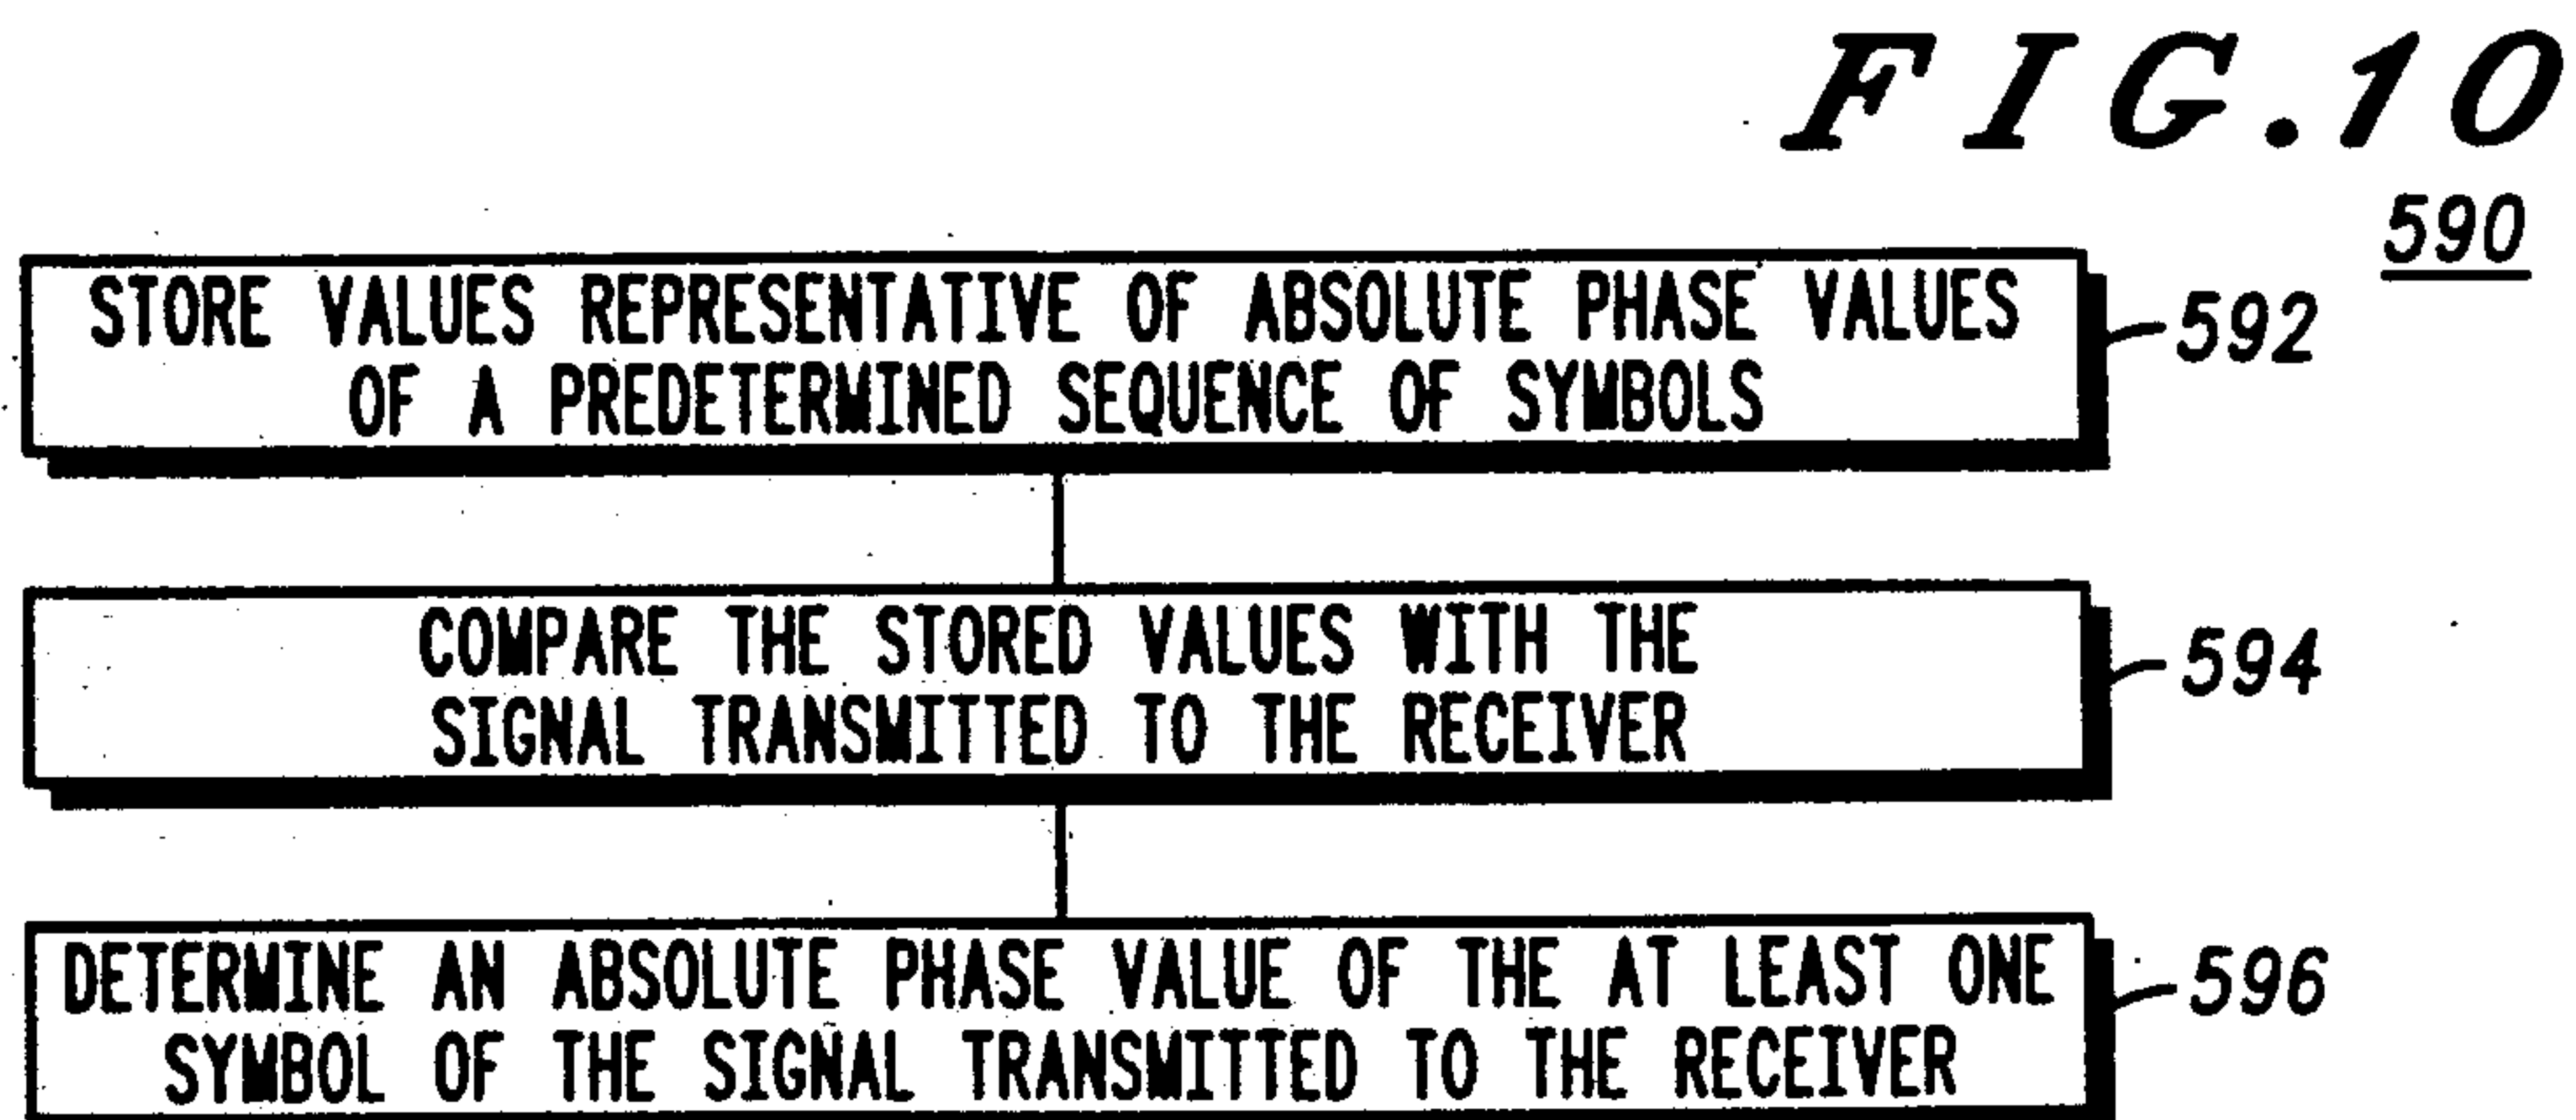 FIG.10
590
STORE VALUES REPRESENTATIVE OF ABSOLUTE PHASE VALUES
OF A PREDETERMINED SEQUENCE OF SYMBOLS
592
COMPARE THE STORED VALUES WITH THE
SIGNAL TRANSMITTED TO THE RECEIVER
594
DETERMINE AN ABSOLUTE PHASE VALUE OF THE AT LEAST ONE
SYMBOL OF THE SIGNAL TRANSMITTED TO THE RECEIVER
596